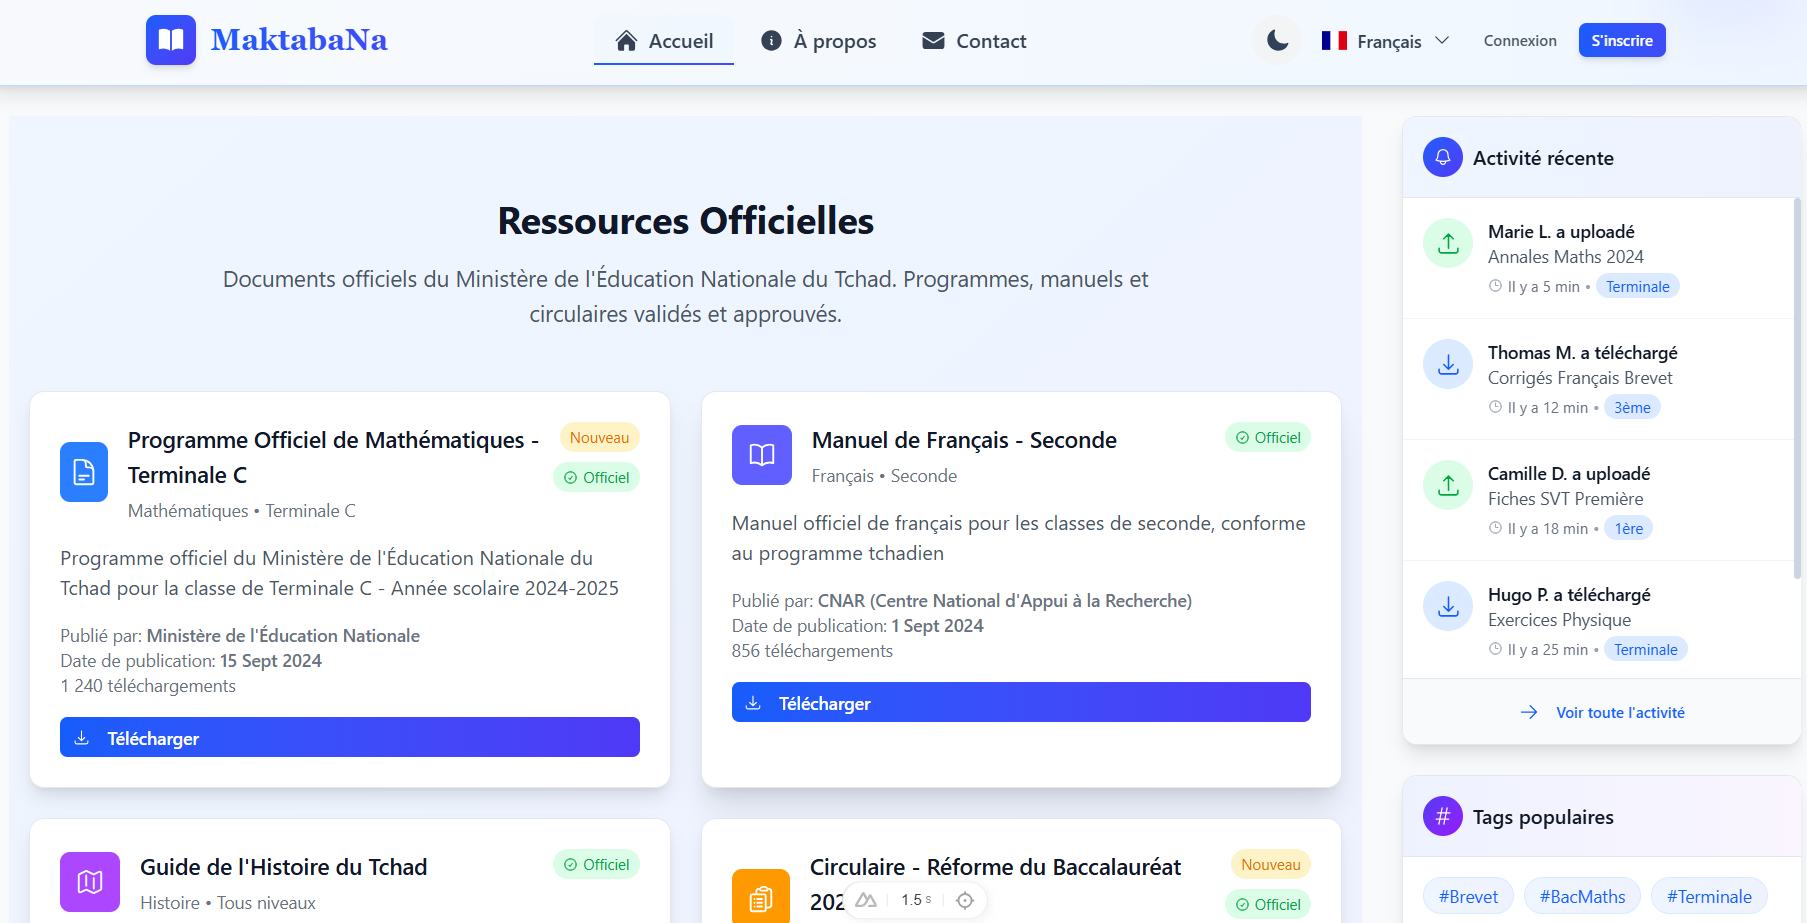 MaktabaNa
Accueil
À propos
Contact
Français
Connexion
S'inscrire
Ressources Officielles
Documents officiels du Ministère de l'Éducation Nationale du Tchad. Programmes, manuels et
circulaires validés et approuvés.
Programme Officiel de Mathématiques -
Terminale C
Nouveau
Officiel
Mathématiques • Terminale C
Programme officiel du Ministère de l'Éducation Nationale du
Tchad pour la classe de Terminale C - Année scolaire 2024-2025
Publié par: Ministère de l'Éducation Nationale
Date de publication: 15 Sept 2024
1 240 téléchargements
Télécharger
Manuel de Français - Seconde
Officiel
Français • Seconde
Manuel officiel de français pour les classes de seconde, conforme
au programme tchadien
Publié par: CNAR (Centre National d'Appui à la Recherche)
Date de publication: 1 Sept 2024
856 téléchargements
Télécharger
Guide de l'Histoire du Tchad
Officiel
Histoire • Tous niveaux
Circulaire - Réforme du Baccalauréat
Nouveau
Officiel
1.5 s
Activité récente
Marie L. a uploadé
Annales Maths 2024
Il y a 5 min • Terminale
Thomas M. a téléchargé
Corrigés Français Brevet
Il y a 12 min • 3ème
Camille D. a uploadé
Fiches SVT Première
Il y a 18 min • 1ère
Hugo P. a téléchargé
Exercices Physique
Il y a 25 min • Terminale
Voir toute l'activité
# Tags populaires
#Brevet
#BacMaths
#Terminale